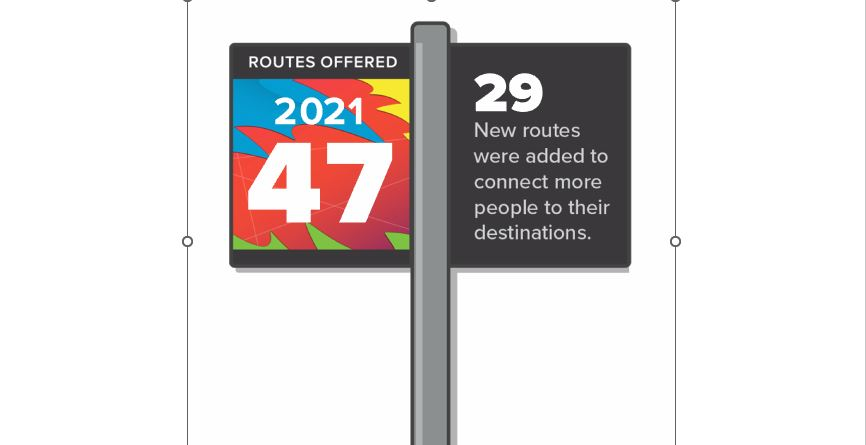 ROUTES OFFERED
2021
47
29
New routes
were added to
connect more
people to their
destinations.